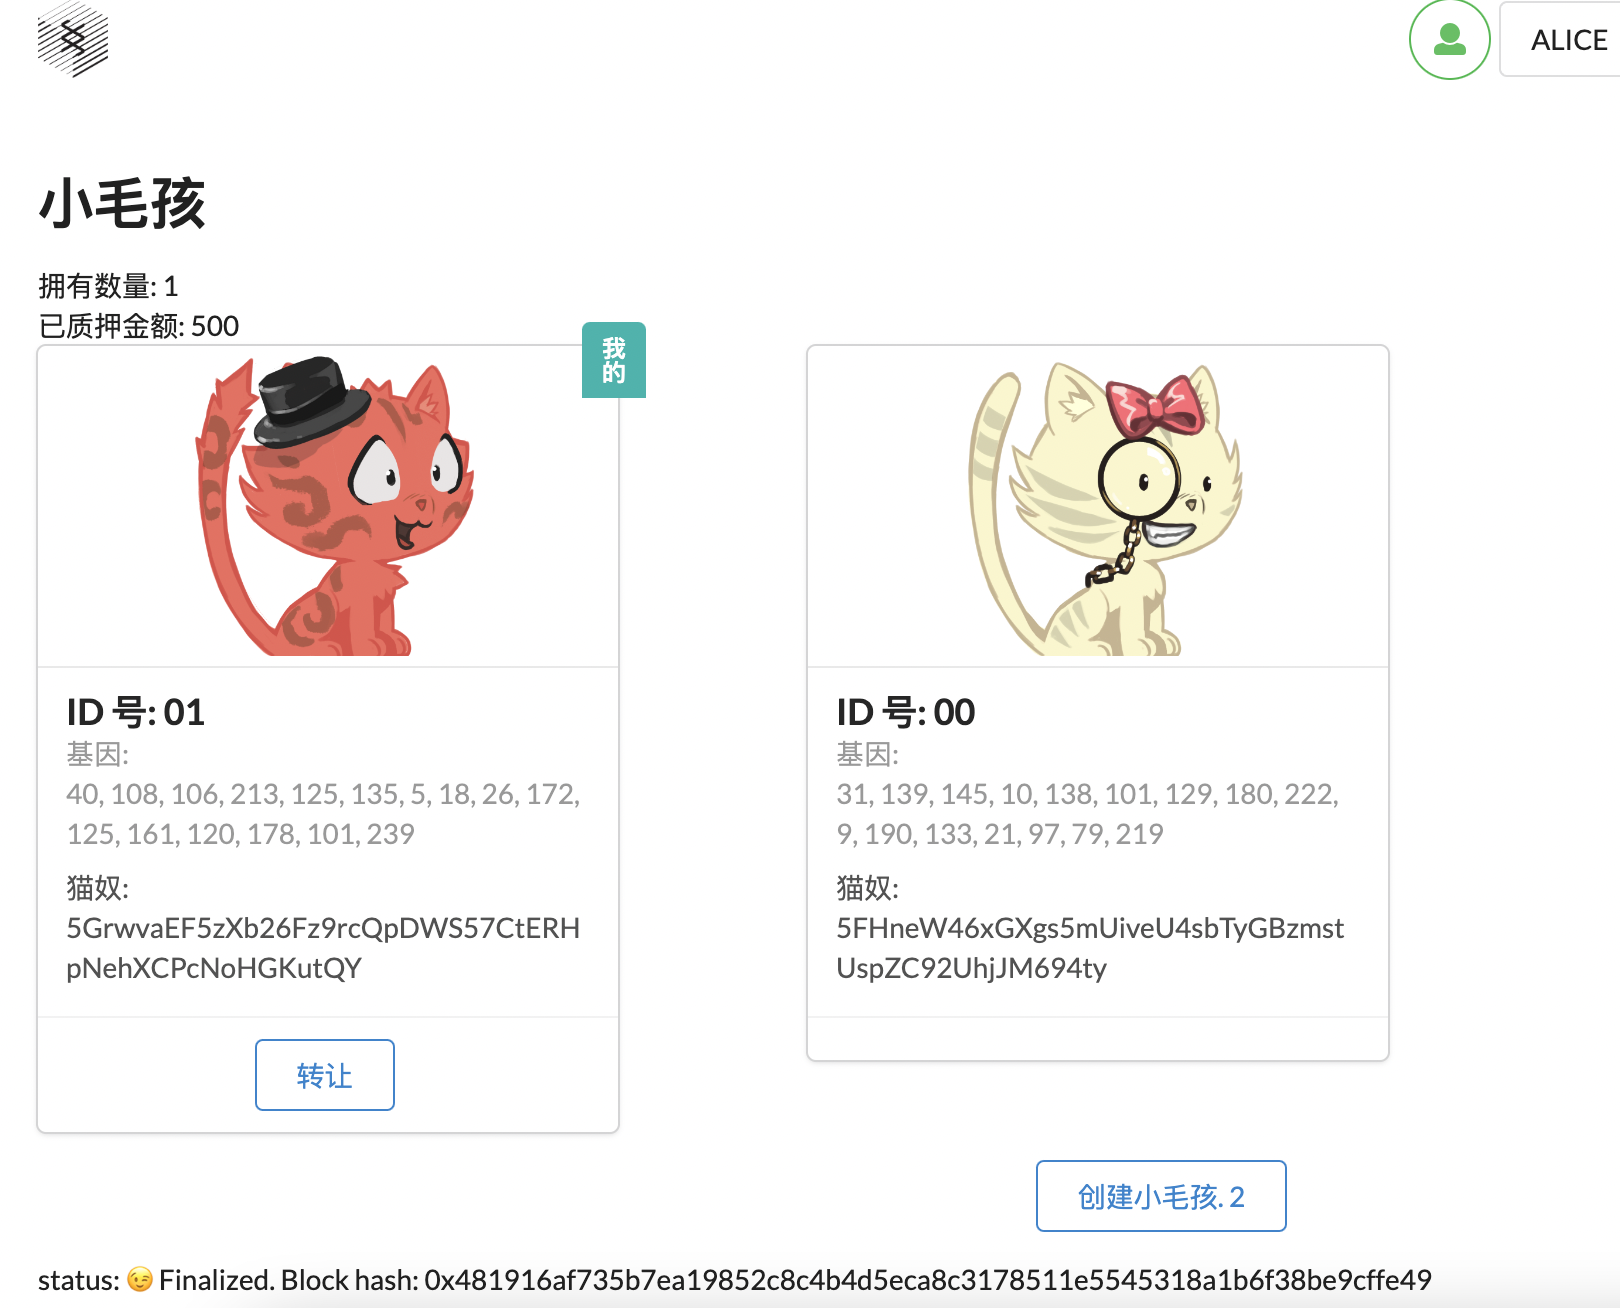 ALICE
小毛孩
拥有数量: 1
已质押金额: 500
我的
ID 号: 01
基因:
40, 108, 106, 213, 125, 135, 5, 18, 26, 172,
125, 161, 120, 178, 101, 239
猫奴:
5GrwvaEF5zXb26Fz9rcQpDWS57CtERH
pNehXCPcNoHGKutQY
转让
ID 号: 00
基因:
31, 139, 145, 10, 138, 101, 129, 180, 222,
9, 190, 133, 21, 97, 79, 219
猫奴:
5FHneW46xGXgs5mUiveU4sbTyGBzmst
UspZC92UhjJM694ty
创建小毛孩. 2
status: 😉 Finalized. Block hash: 0x481916af735b7ea19852c8c4b4d5eca8c3178511e5545318a1b6f38be9cffe49